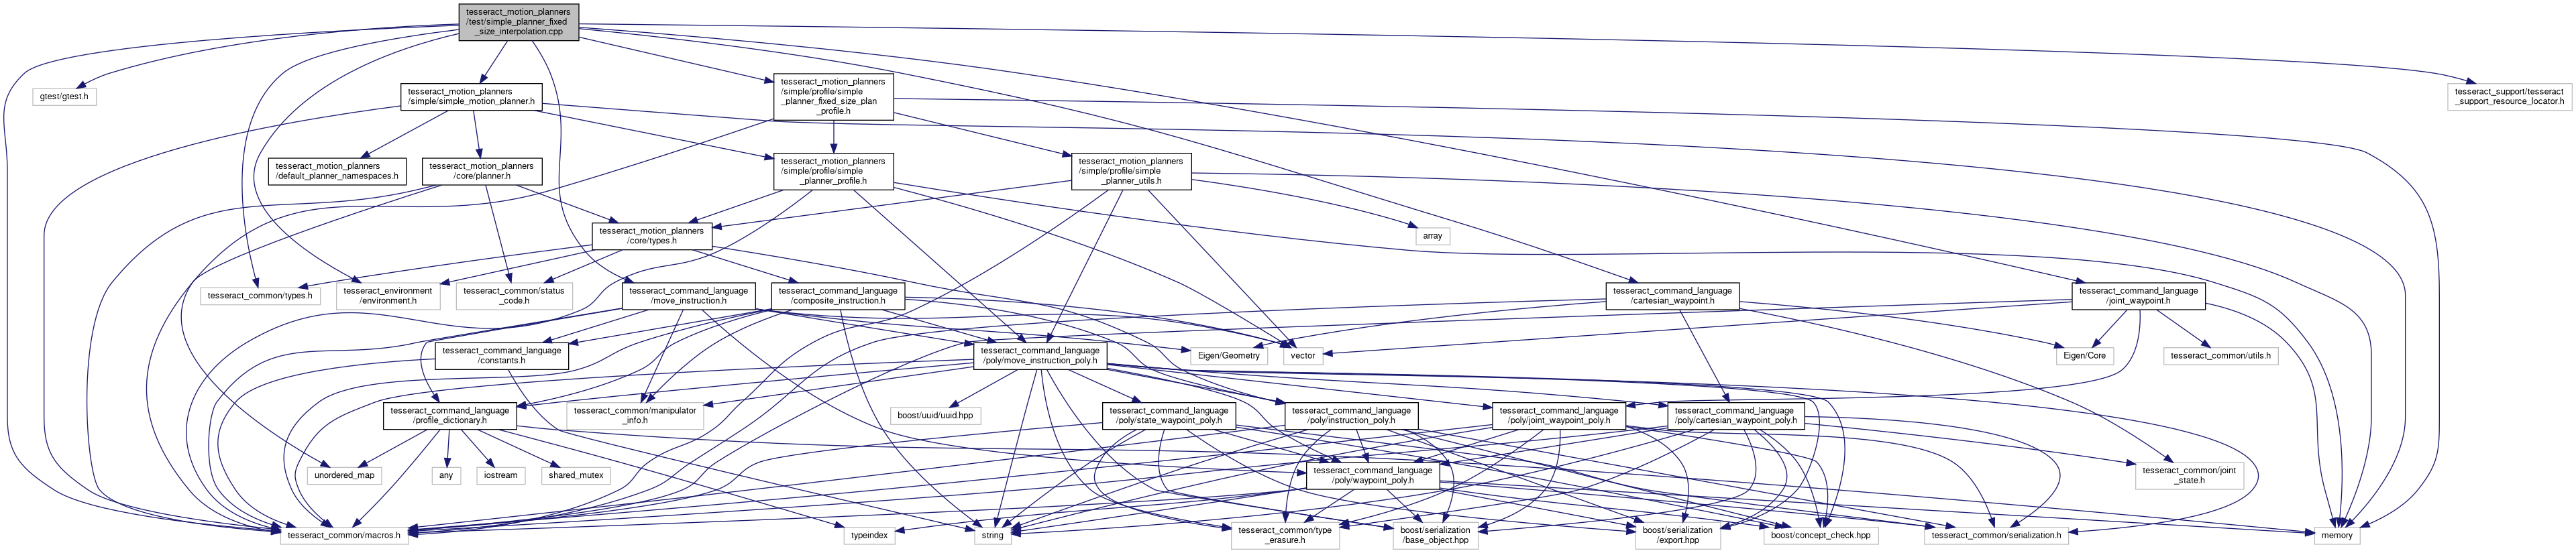 tesseract_motion_planners
/test/simple_planner_fixed
_size_interpolation.cpp
gtest/gtest.h
tesseract_motion_planners
/simple/simple_motion_planner.h
tesseract_motion_planners
/simple/profile/simple
_planner_fixed_size_plan
_profile.h
tesseract_support/tesseract
_support_resource_locator.h
tesseract_motion_planners
/default_planner_namespaces.h
tesseract_motion_planners
/core/planner.h
tesseract_motion_planners
/simple/profile/simple
_planner_profile.h
tesseract_motion_planners
/simple/profile/simple
_planner_utils.h
tesseract_motion_planners
/core/types.h
array
tesseract_common/types.h
tesseract_environment
/environment.h
tesseract_common/status
_code.h
tesseract_command_language
/move_instruction.h
tesseract_command_language
/composite_instruction.h
tesseract_command_language
/cartesian_waypoint.h
tesseract_command_language
/joint_waypoint.h
tesseract_command_language
/constants.h
tesseract_command_language
/poly/move_instruction_poly.h
Eigen/Geometry
vector
Eigen/Core
tesseract_common/utils.h
tesseract_command_language
/profile_dictionary.h
tesseract_common/manipulator
_info.h
boost/uuid/uuid.hpp
tesseract_command_language
/poly/state_waypoint_poly.h
tesseract_command_language
/poly/instruction_poly.h
tesseract_command_language
/poly/joint_waypoint_poly.h
tesseract_command_language
/poly/cartesian_waypoint_poly.h
unordered_map
any
iostream
shared_mutex
tesseract_command_language
/poly/waypoint_poly.h
tesseract_common/joint
_state.h
tesseract_common/macros.h
typeindex
string
tesseract_common/type
_erasure.h
boost/serialization
/base_object.hpp
boost/serialization
/export.hpp
boost/concept_check.hpp
tesseract_common/serialization.h
memory